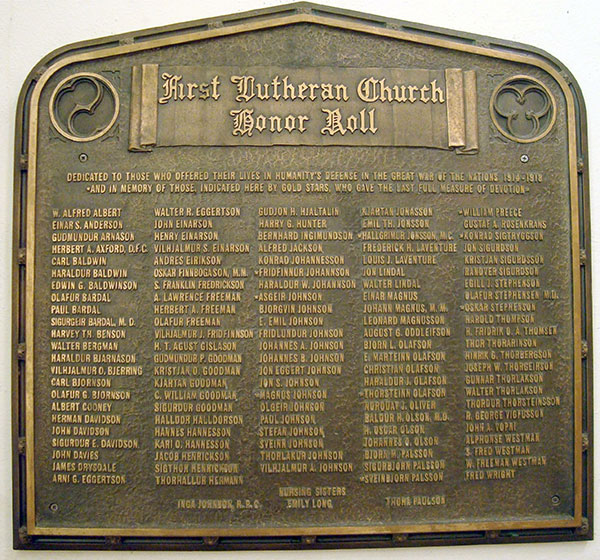 First Lutheran Church
Honor Roll
DEDICATED TO THOSE WHO OFFERED THEIR LIVES IN HUMANITY'S DEFENSE IN THE GREAT WAR OF THE NATIONS 1914-1918
•AND IN MEMORY OF THOSE, INDICATED HERE BY GOLD STARS, WHO GAVE THE LAST FULL MEASURE OF DEVOTION•
W. ALFRED ALBERT
EINAR S. ANDERSON
GUDMUNDUR ARNASON
HERBERT A. AXFORD, D.F.C.
CARL BALDWIN
HARALDUR BALDWIN
EDWIN G. BALDWINSON
OLAFUR BARDAL
PAUL BARDAL
SIGURGEIR BARDAL, M.D.
HARVEY TH. BENSON
WALTER BERGMAN
HARALDUR BJARNASON
VILHJALMUR O. BJERRING
CARL BJORNSON
OLAFUR G. BJORNSON
ALBERT COONEY
HERMAN DAVIDSON
JOHN DAVIDSON
SIGURDUR E. DAVIDSON
JOHN DAVIES
JAMES DRYSDALE
ARNI G. EGGERTSON
WALTER R. EGGERTSON
JOHN EINARSON
HENRY EINARSON
VILHJALMUR S. EINARSON
ANDRES EIRIKSON
OSKAR FINNBOGASON, M.M.
S. FRANKLIN FREDRICKSON
A. LAWRENCE FREEMAN
HERBERT A. FREEMAN
OLAFUR FREEMAN
VILHJALMUR J. FRIDFINNSON
H. T. AGUST GISLASON
GUDMUNDUR P. GOODMAN
KRISTJAN O. GOODMAN
KJARTAN GOODMAN
C. WILLIAM GOODMAN
SIGURDUR GOODMAN
HALLDOR HALLDORSON
HANNES HANNESSON
KARI O. HANNESSON
JACOB HENRICKSON
SIGTHOR HENRICKSON
THORHALLUR HERMANN
GUDJON H. HJALTALIN
HARRY G. HUNTER
BERNHARD INGIMUNDSON
ALFRED JACKSON
KONRAD JOHANNESSON
•FRIDFINNUR JOHANNSON
HARALDUR W. JOHANNSON
•ASGEIR JOHNSON
BJORGVIN JOHNSON
E. EMIL JOHNSON
FRIDLUNDUR JOHNSON
JOHANNES A. JOHNSON
JOHANNES B. JOHNSON
JON EGGERT JOHNSON
JON S. JOHNSON
•MAGNUS JOHNSON
OLGEIR JOHNSON
PAUL JOHNSON
STEFAN JOHNSON
SVEINN JOHNSON
THORLAKUR JOHNSON
VILHJALMUR A. JOHNSON
KJARTAN JONASSON
EMIL TH. JONSSON
•HALLGRIMUR JONSSON, M.C.
FREDERICK H. LAVENTURE
LOUIS J. LAVENTURE
JON LINDAL
WALTER LINDAL
EINAR MAGNUS
JOHANN MAGNUS, M.M.
LEONARD MAGNUSSON
AUGUST G. ODDLEIFSON
BJORN L. OLAFSON
E. MARTEINN OLAFSON
CHRISTIAN OLAFSON
HARALDUR J. OLAFSON
•THORSTEINN OLAFSON
NORQUAY J. OLIVER
BALDUR H. OLSON, M.D.
H. OSCAR OLSON
JOHANNES O. OLSON
BJORN M. PALSSON
SIGURBJORN PALSSON
•SVEINBJORN PALSSON
•WILLIAM PREECE
GUSTAF A. ROSENKRANS
•KONRAD SIGTRYGGSON
JON SIGURDSON
KRISTJAN SIGURDSSON
RANDVER SIGURDSON
EGILL J. STEPHENSON
OLAFUR STEPHENSEN, M.D.
•OSKAR STEPHENSON
HAROLD THOMSON
H. FRIDRIK B. A. THOMSEN
THOR THORARINSON
HINRIK G. THORBERGSON
JOSEPH W. THORGEIRSON
GUNNAR THORLAKSON
WALTER THORLAKSON
THORDUR THORSTEINSSON
R. GEORGE VIGFUSSON
JOHN A. VOPNI
ALPHONSE WESTMAN
S. FRED WESTMAN
W. FREEMAN WESTMAN
FRED WRIGHT
NURSING SISTERS
INGA JOHNSON, R.R.C.
EMILY LONG
THORA PAULSON